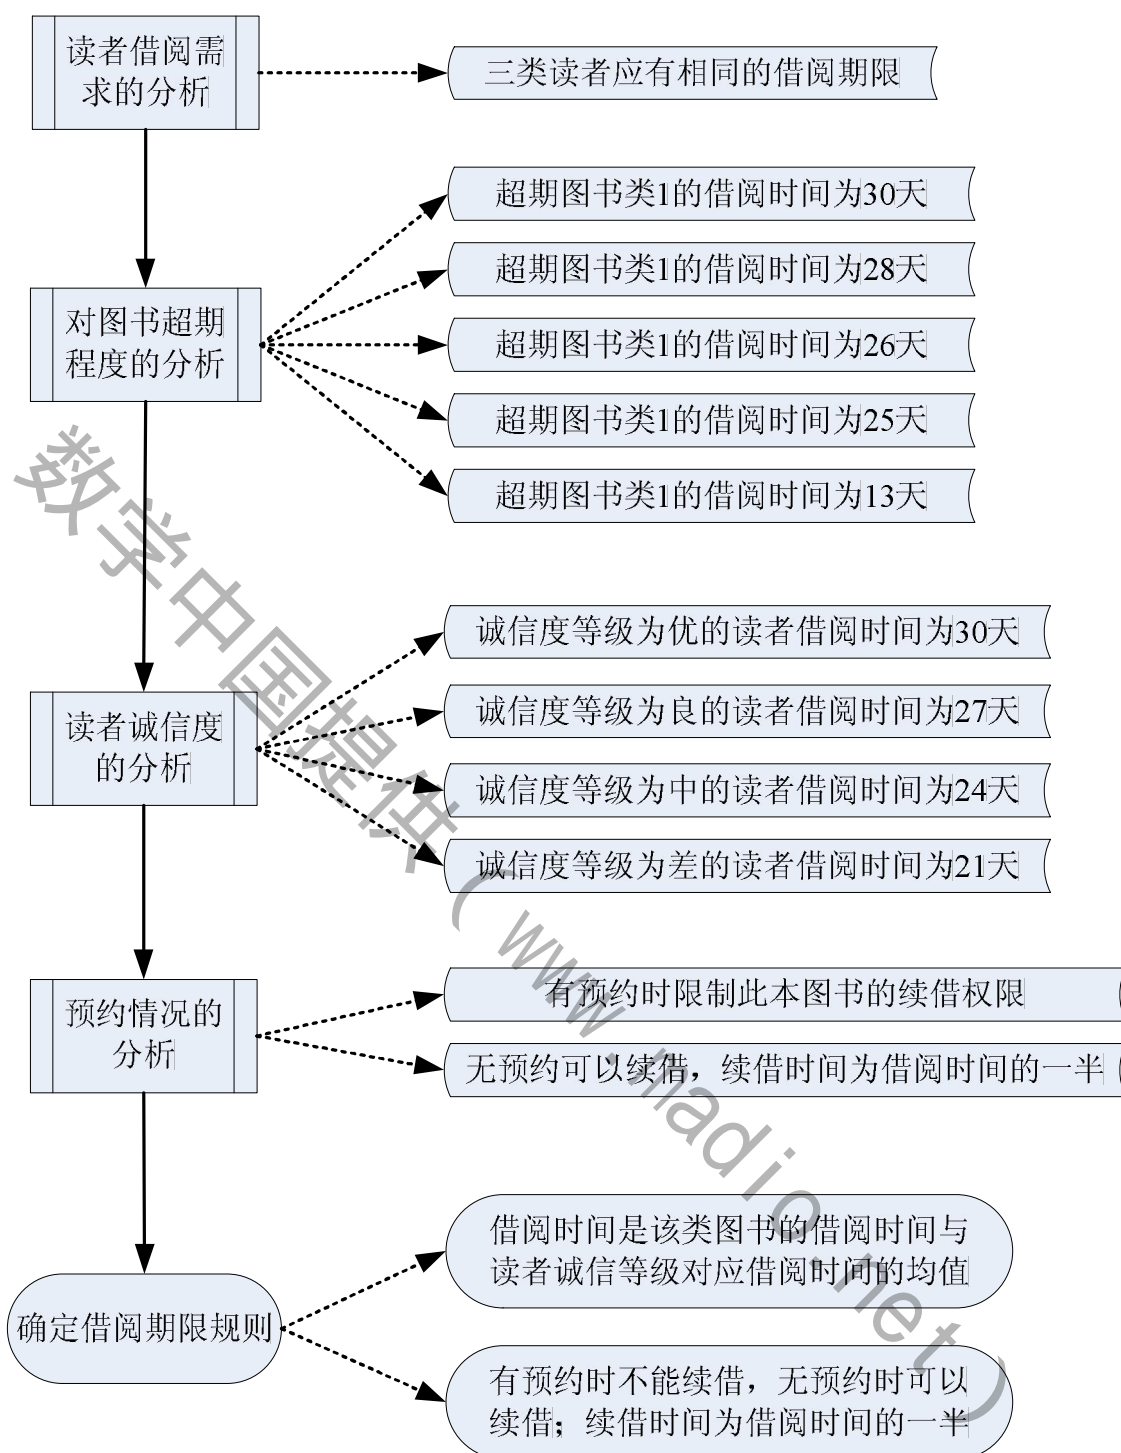 读者借阅需
求的分析
三类读者应有相同的借阅期限
超期图书类1的借阅时间为30天
超期图书类1的借阅时间为28天
对图书超期
程度的分析
超期图书类1的借阅时间为26天
超期图书类1的借阅时间为25天
超期图书类1的借阅时间为13天
诚信度等级为优的读者借阅时间为30天
诚信度等级为良的读者借阅时间为27天
读者诚信度
的分析
诚信度等级为中的读者借阅时间为24天
诚信度等级为差的读者借阅时间为21天
预约情况的
分析
有预约时限制此本图书的续借权限
无预约可以续借，续借时间为借阅时间的一半
借阅时间是该类图书的借阅时间与
读者诚信等级对应借阅时间的均值
确定借阅期限规则
有预约时不能续借，无预约时可以
续借；续借时间为借阅时间的一半
数学中国提供（www.madio.net）